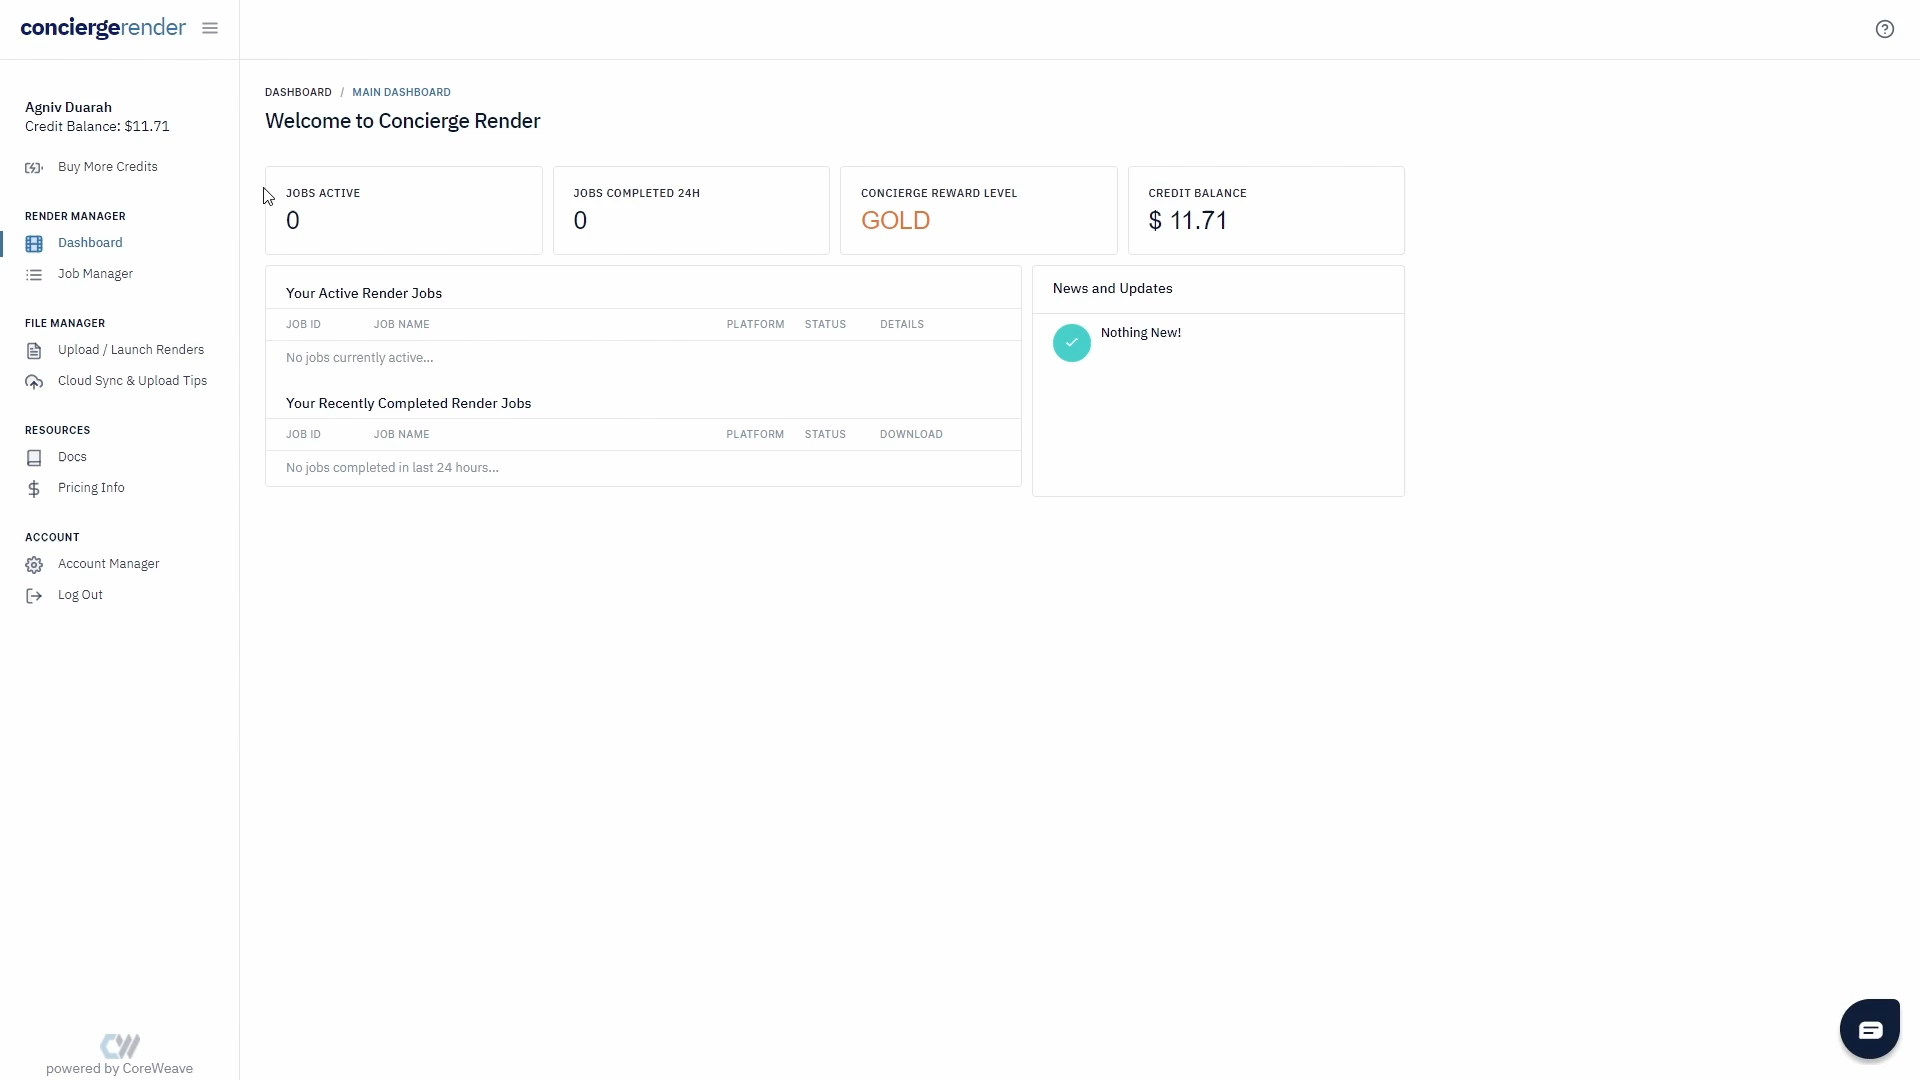 conciergerender
Agniv Duarah
Credit Balance: $11.71
Buy More Credits
RENDER MANAGER
Dashboard
Job Manager
FILE MANAGER
Upload / Launch Renders
Cloud Sync & Upload Tips
RESOURCES
Docs
Pricing Info
ACCOUNT
Account Manager
Log Out
CW
powered by CoreWeave
DASHBOARD / MAIN DASHBOARD
Welcome to Concierge Render
JOBS ACTIVE
0
JOBS COMPLETED 24H
0
CONCIERGE REWARD LEVEL
GOLD
CREDIT BALANCE
$ 11.71
Your Active Render Jobs
JOB ID JOB NAME PLATFORM STATUS DETAILS
No jobs currently active...
Your Recently Completed Render Jobs
JOB ID JOB NAME PLATFORM STATUS DOWNLOAD
No jobs completed in last 24 hours...
News and Updates
Nothing New!